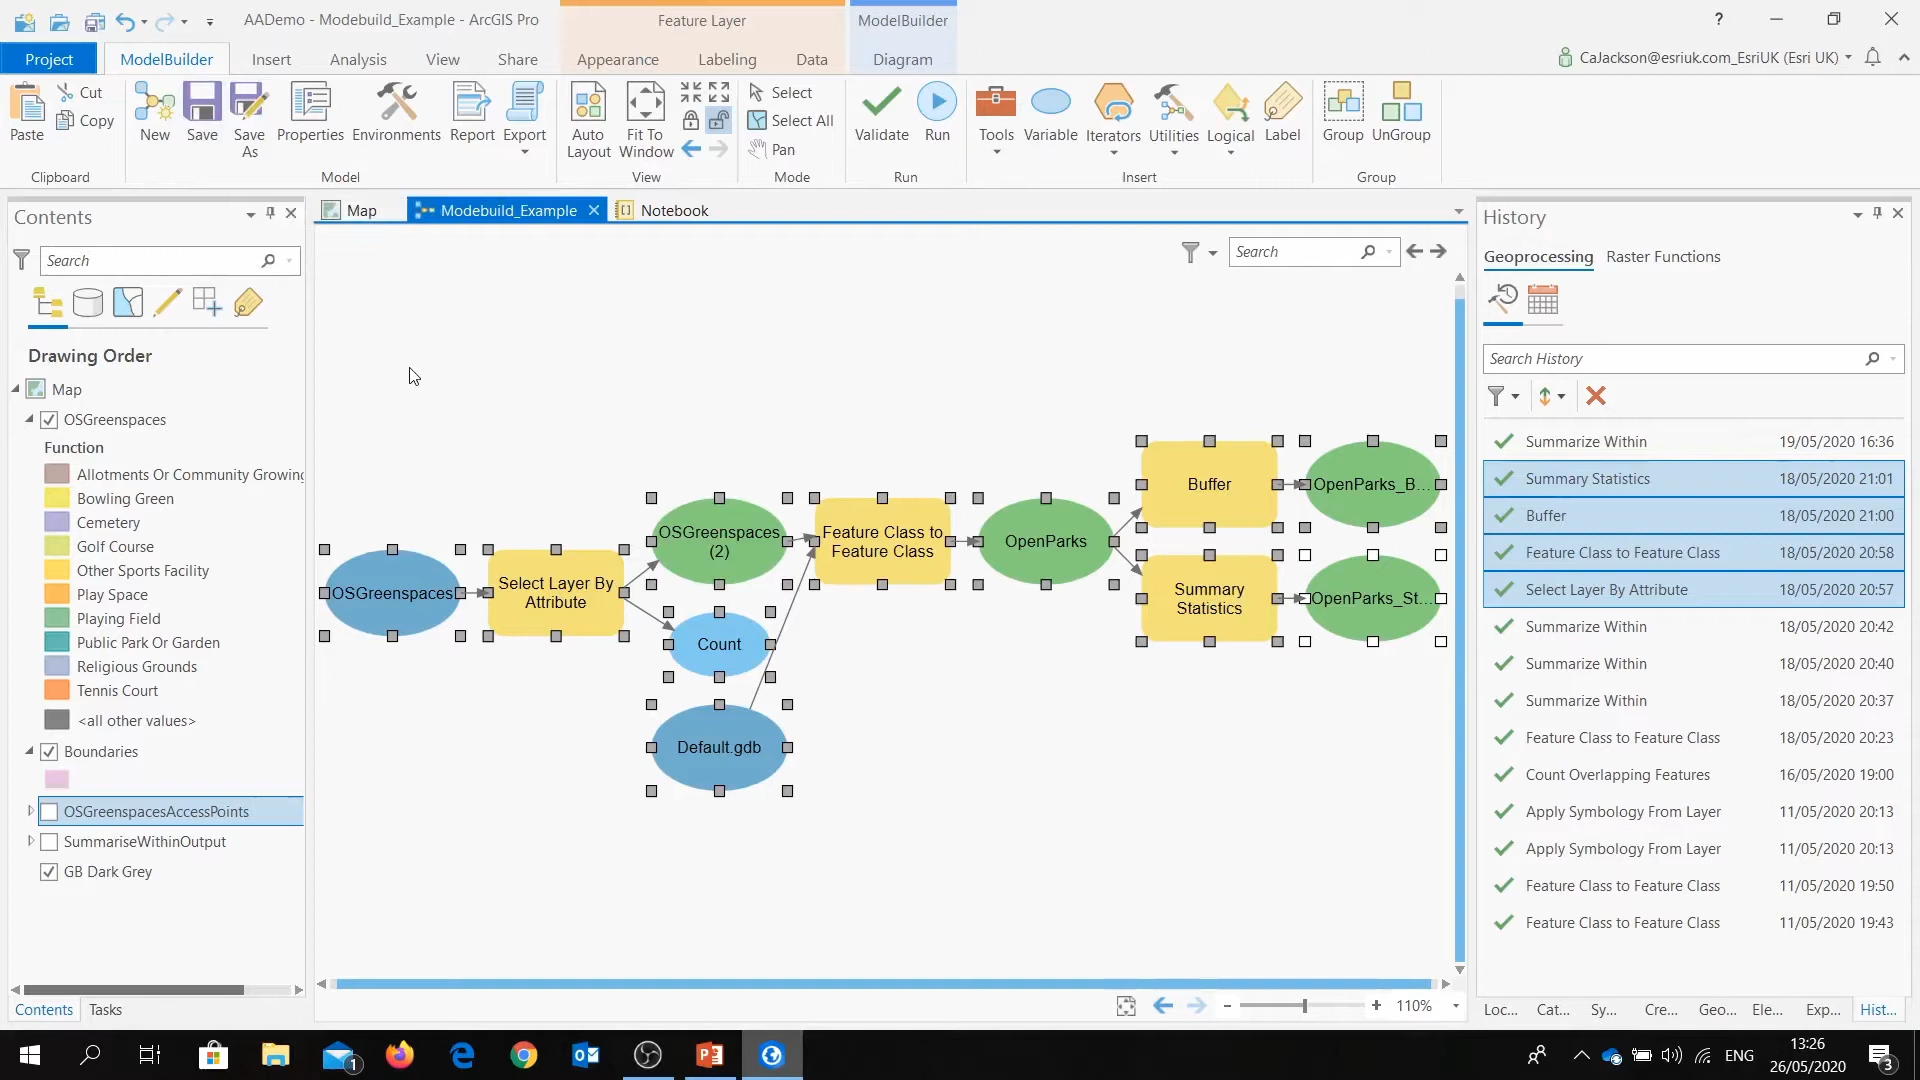 AADemo - Modebuild_Example - ArcGIS Pro
Feature Layer
ModelBuilder
?
Project
ModelBuilder
Insert
Analysis
View
Share
Appearance
Labeling
Data
Diagram
CaJackson@esriuk.com_EsriUK (Esri UK)
Paste
Cut
Copy
Clipboard
New
Save
Save As
Properties
Environments
Report
Export
Model
Auto Layout
Fit To Window
View
Select
Select All
Pan
Mode
Validate
Run
Run
Tools
Variable
Iterators
Utilities
Logical
Label
Insert
Group
UnGroup
Group
Contents
Search
Drawing Order
Map
OSGreenspaces
Function
Allotments Or Community Growing
Bowling Green
Cemetery
Golf Course
Other Sports Facility
Play Space
Playing Field
Public Park Or Garden
Religious Grounds
Tennis Court
<all other values>
Boundaries
OSGreenspacesAccessPoints
SummariseWithinOutput
GB Dark Grey
Contents
Tasks
Map
Modebuild_Example
Notebook
Search
OSGreenspaces
Select Layer By
Attribute
OSGreenspaces
(2)
Count
Default.gdb
Feature Class to
Feature Class
OpenParks
Buffer
OpenParks_B...
Summary
Statistics
OpenParks_St...
110%
History
Geoprocessing
Raster Functions
Search History
Summarize Within 19/05/2020 16:36
Summary Statistics 18/05/2020 21:01
Buffer 18/05/2020 21:00
Feature Class to Feature Class 18/05/2020 20:58
Select Layer By Attribute 18/05/2020 20:57
Summarize Within 18/05/2020 20:42
Summarize Within 18/05/2020 20:40
Summarize Within 18/05/2020 20:37
Feature Class to Feature Class 18/05/2020 20:23
Count Overlapping Features 16/05/2020 19:00
Apply Symbology From Layer 11/05/2020 20:13
Apply Symbology From Layer 11/05/2020 20:13
Feature Class to Feature Class 11/05/2020 19:50
Feature Class to Feature Class 11/05/2020 19:43
Loc...
Cat...
Sy...
Cre...
Geo...
Ele...
Exp...
Hist...
1
ENG
13:26
26/05/2020
3